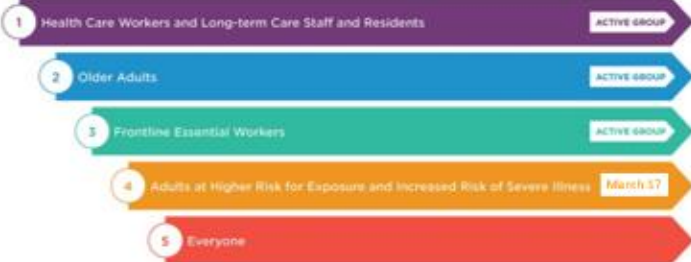 1 Health Care Workers and Long-term Care Staff and Residents ACTIVE GROUP
2 Older Adults ACTIVE GROUP
3 Frontline Essential Workers ACTIVE GROUP
4 Adults at Higher Risk for Exposure and Increased Risk of Severe Illness March 17
5 Everyone